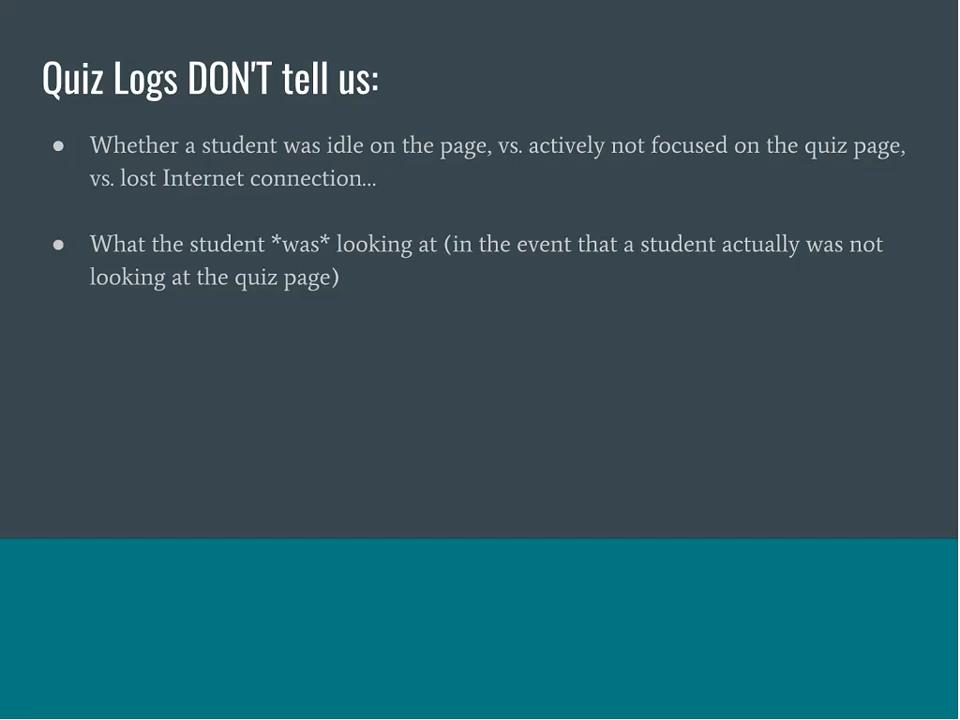 Quiz Logs DON'T tell us:
● Whether a student was idle on the page, vs. actively not focused on the quiz page,
vs. lost Internet connection...
● What the student *was* looking at (in the event that a student actually was not
looking at the quiz page)